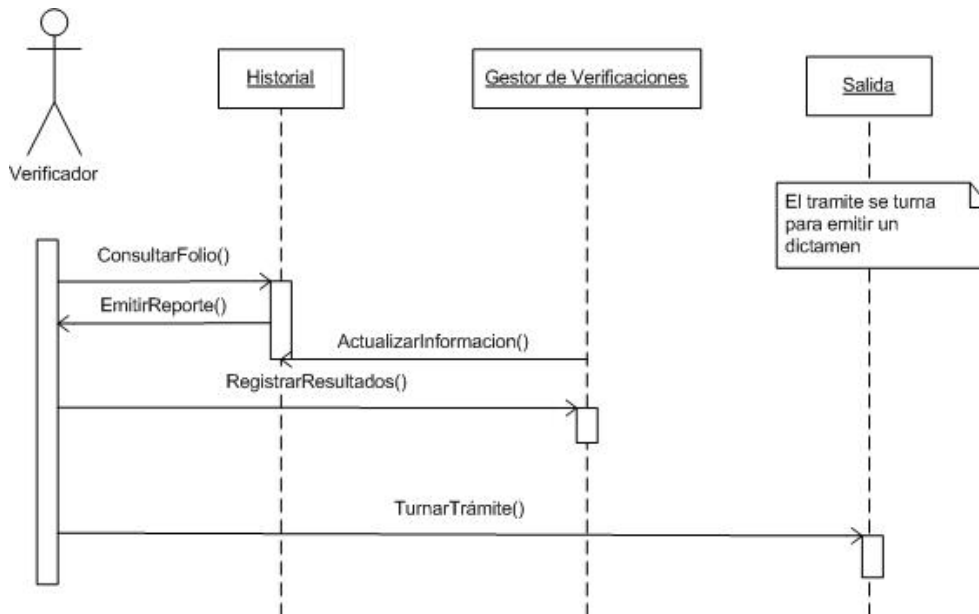 Historial
Gestor de Verificaciones
Salida
Verificador
El tramite se turna
para emitir un
dictamen
ConsultarFolio()
EmitirReporte()
ActualizarInformacion()
RegistrarResultados()
TurnarTrámite()